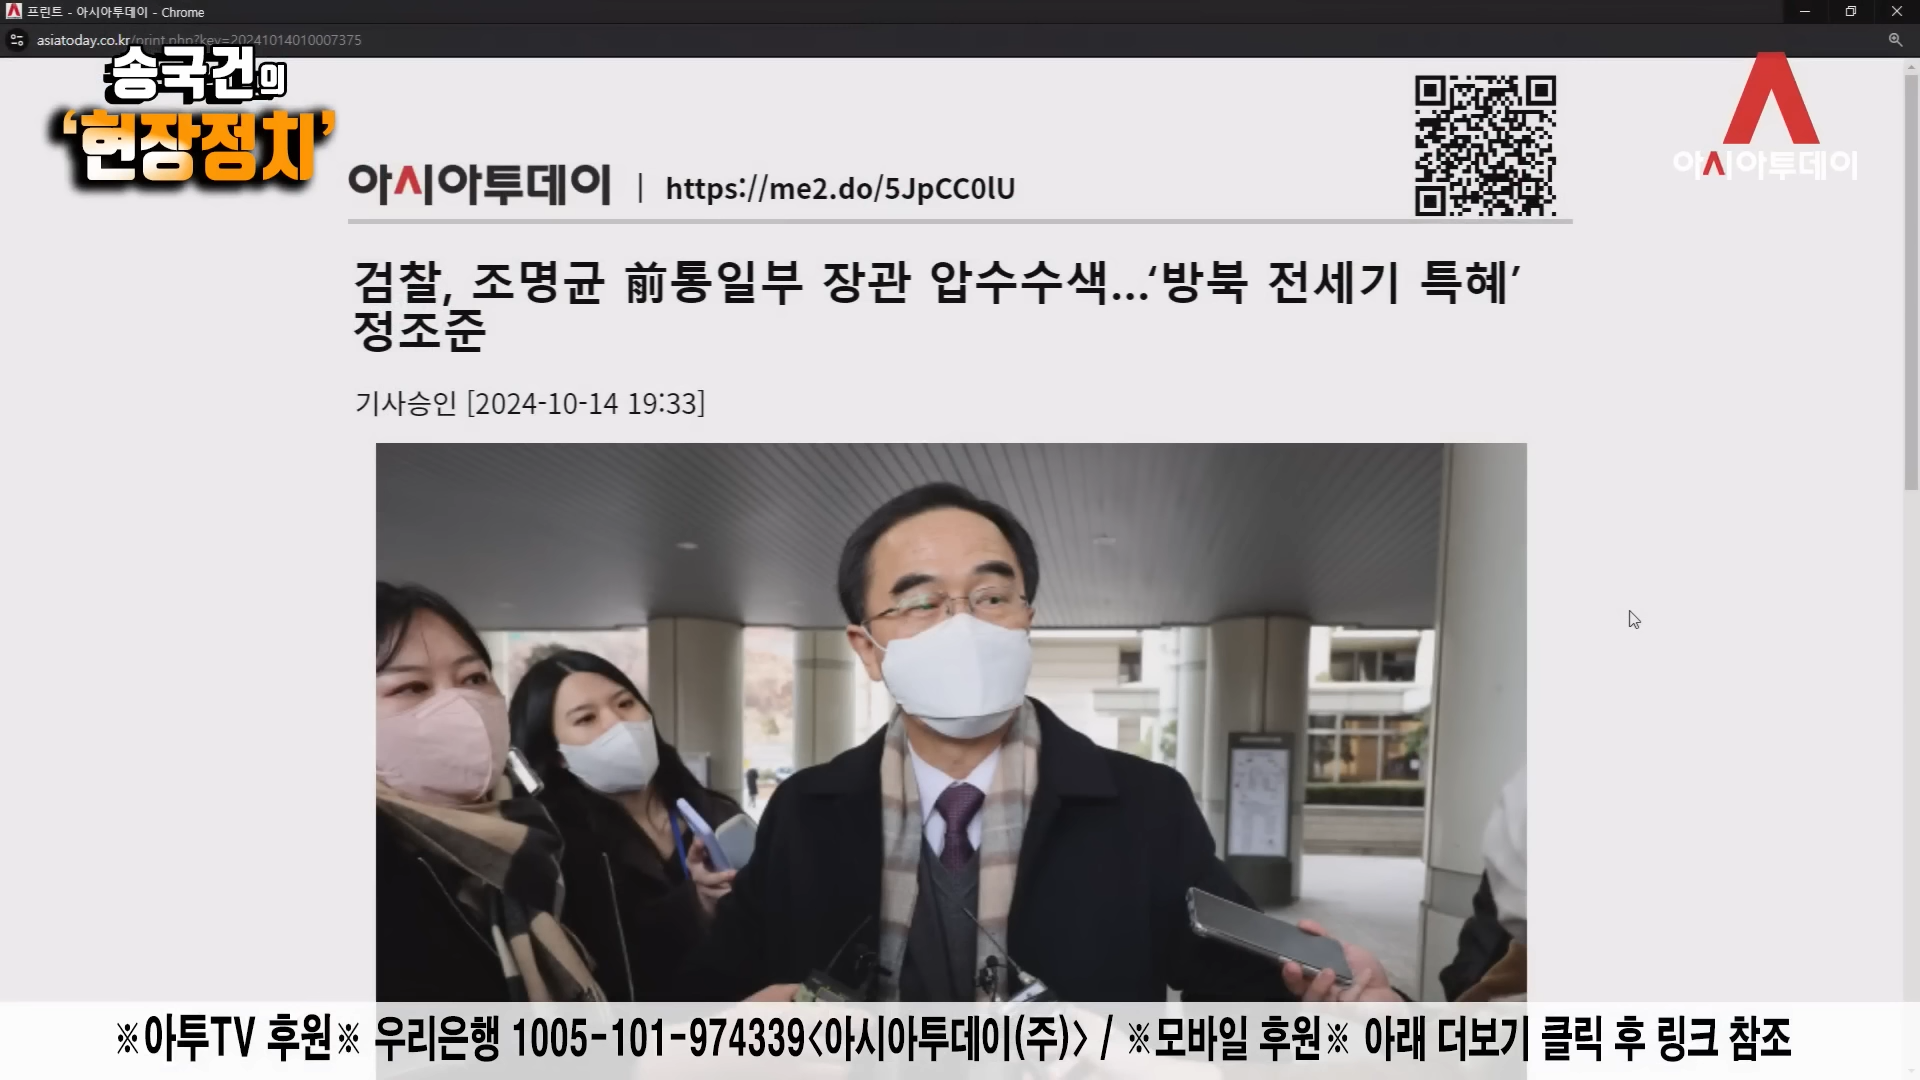 프린트 - 아시아투데이 - Chrome
asiatoday.co.kr/print.php?key=20241014010007375
송국건의
‘현장정치’
아시아투데이
아시아투데이 | https://me2.do/5JpCC0lU
검찰, 조명균 前통일부 장관 압수수색...‘방북 전세기 특혜’
정조준
기사승인 [2024-10-14 19:33]
※아투TV 후원※ 우리은행 1005-101-974339<아시아투데이(주)> / ※모바일 후원※ 아래 더보기 클릭 후 링크 참조